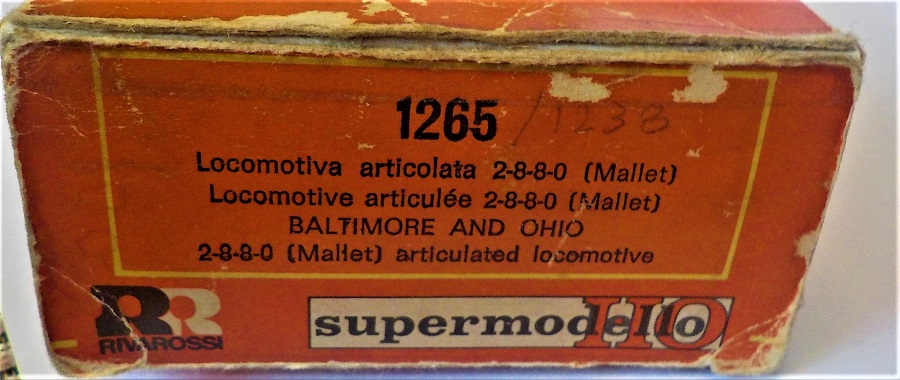 1265 /1238
Locomotiva articolata 2-8-8-0 (Mallet)
Locomotive articulée 2-8-8-0 (Mallet)
BALTIMORE AND OHIO
2-8-8-0 (Mallet) articulated locomotive
RR
RIVAROSSI
supermodello HO